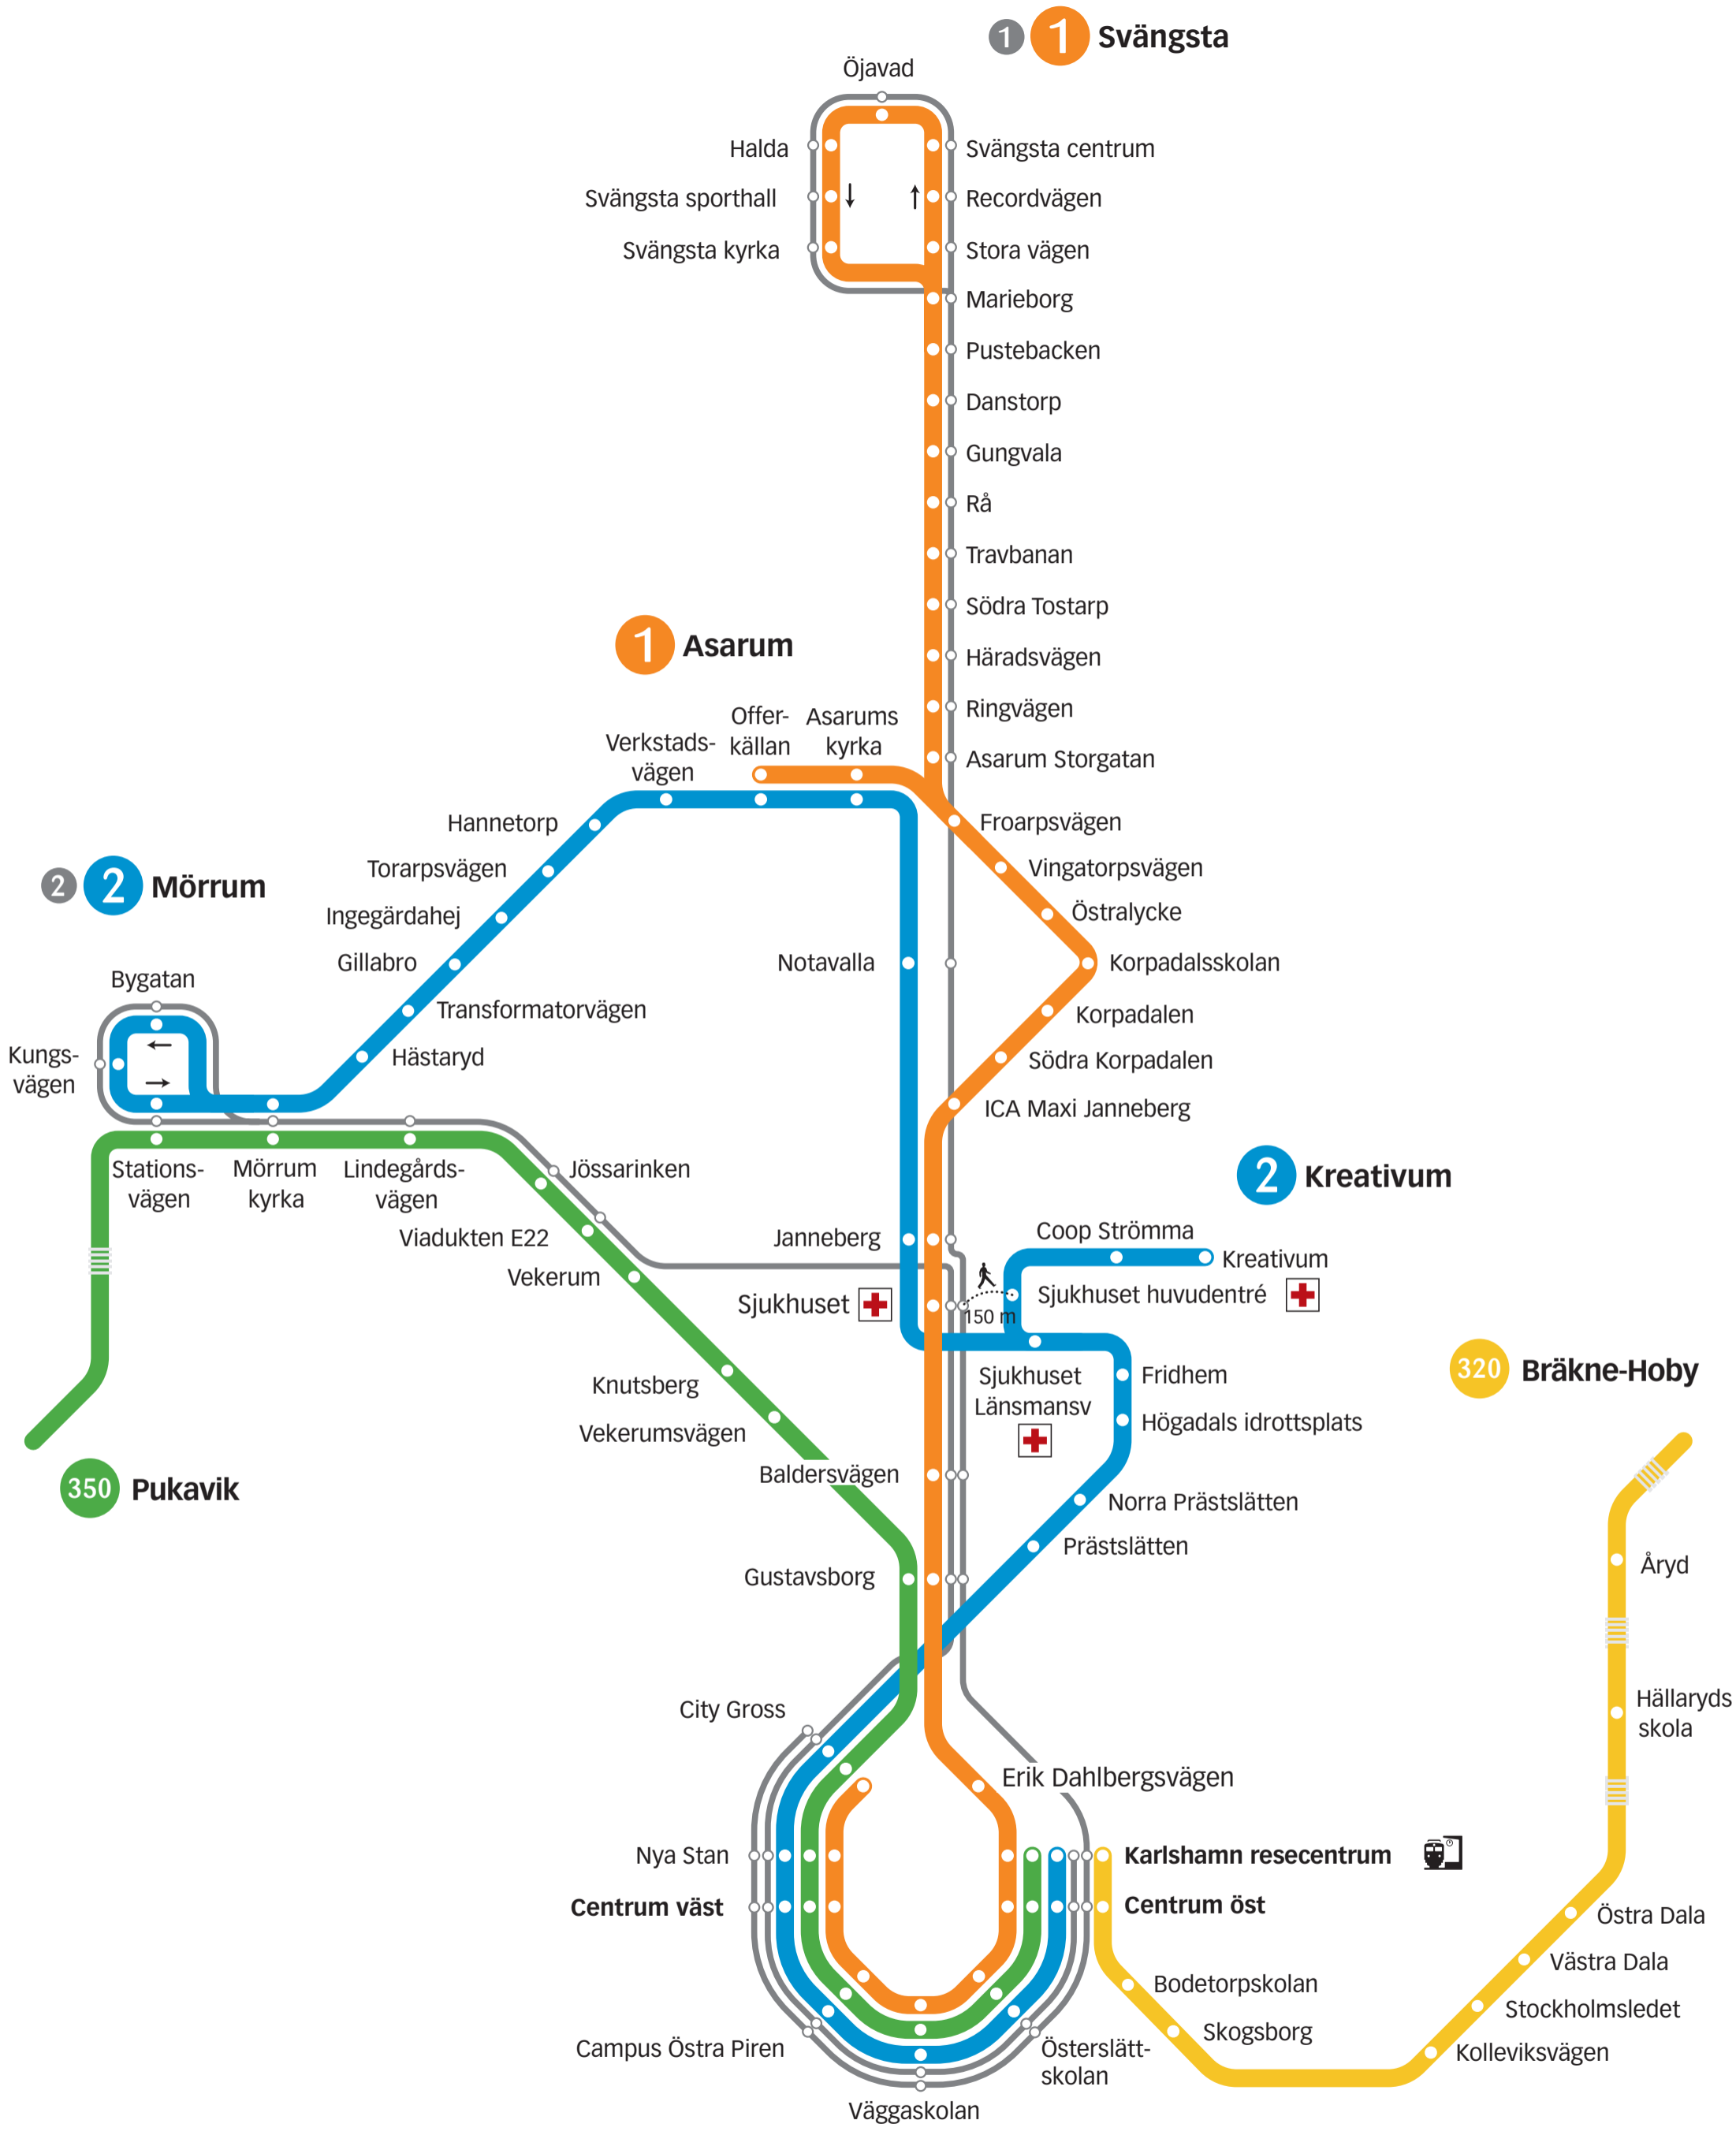 1 1 Svängsta
Öjavad
Halda
Svängsta centrum
Svängsta sporthall
Recordvägen
Svängsta kyrka
Stora vägen
Marieborg
Pustebacken
Danstorp
Gungvala
Rå
Travbanan
Södra Tostarp
1 Asarum
Häradsvägen
Ringvägen
Offer-
källan
Asarums
kyrka
Verkstads-
vägen
Asarum Storgatan
Hannetorp
Froarpsvägen
Torarpsvägen
Vingatorpsvägen
2 2 Mörrum
Ingegärdahej
Östralycke
Gillabro
Notavalla
Korpadalsskolan
Bygatan
Transformatorvägen
Korpadalen
Kungs-
vägen
Hästaryd
Södra Korpadalen
ICA Maxi Janneberg
Stations-
vägen
Mörrum
kyrka
Lindegårds-
vägen
Jössarinken
2 Kreativum
Viadukten E22
Janneberg
Coop Strömma
Kreativum
Vekerum
Sjukhuset
150 m
Sjukhuset huvudentré
Knutsberg
Sjukhuset
Länsmansv
Fridhem
320 Bräkne-Hoby
Vekerumsvägen
Högadals idrottsplats
350 Pukavik
Baldersvägen
Norra Prästslätten
Prästslätten
Gustavsborg
Åryd
City Gross
Hällaryds
skola
Erik Dahlbergsvägen
Nya Stan
Karlshamn resecentrum
Centrum väst
Centrum öst
Östra Dala
Västra Dala
Bodetorpskolan
Stockholmsledet
Skogsborg
Kolleviksvägen
Campus Östra Piren
Österslätt-
skolan
Väggaskolan